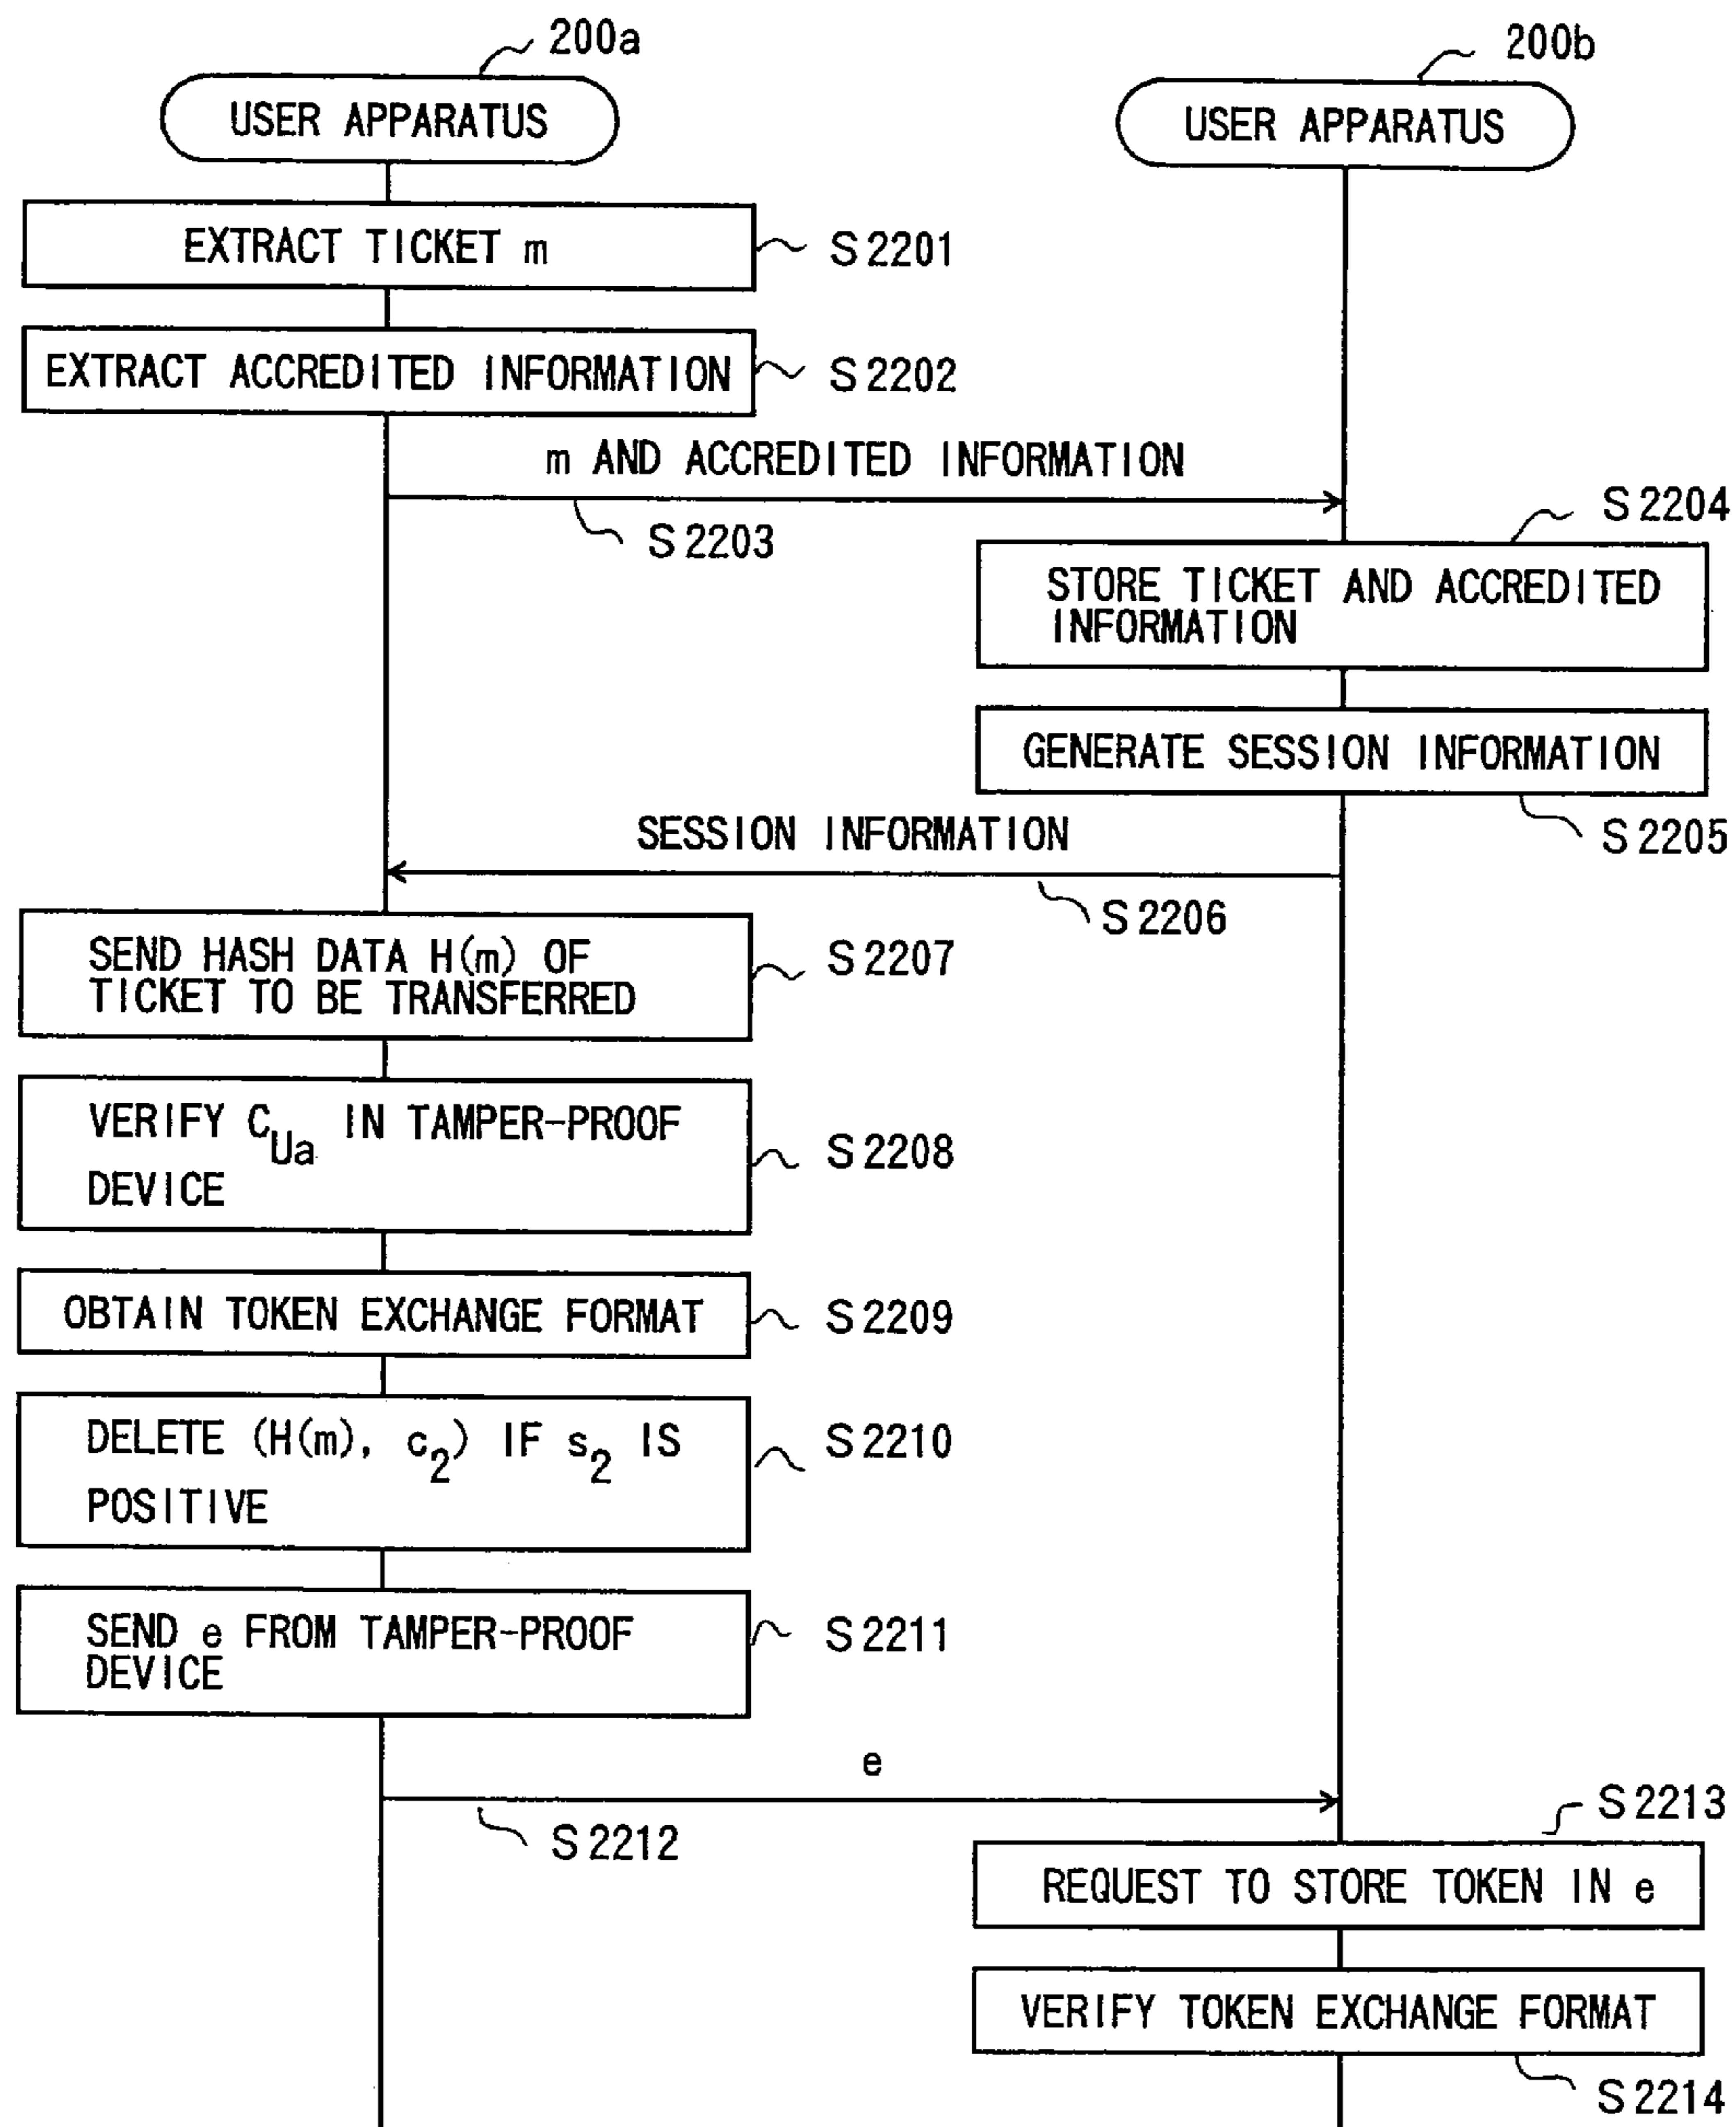 200a
200b
USER APPARATUS
USER APPARATUS
EXTRACT TICKET m
S2201
EXTRACT ACCREDITED INFORMATION
S2202
m AND ACCREDITED INFORMATION
S2203
S2204
STORE TICKET AND ACCREDITED
INFORMATION
GENERATE SESSION INFORMATION
S2205
SESSION INFORMATION
S2206
SEND HASH DATA H(m) OF
TICKET TO BE TRANSFERRED
S2207
VERIFY C_Ua IN TAMPER-PROOF
DEVICE
S2208
OBTAIN TOKEN EXCHANGE FORMAT
S2209
DELETE (H(m), c_2) IF s_2 IS
POSITIVE
S2210
SEND e FROM TAMPER-PROOF
DEVICE
S2211
e
S2212
S2213
REQUEST TO STORE TOKEN IN e
VERIFY TOKEN EXCHANGE FORMAT
S2214